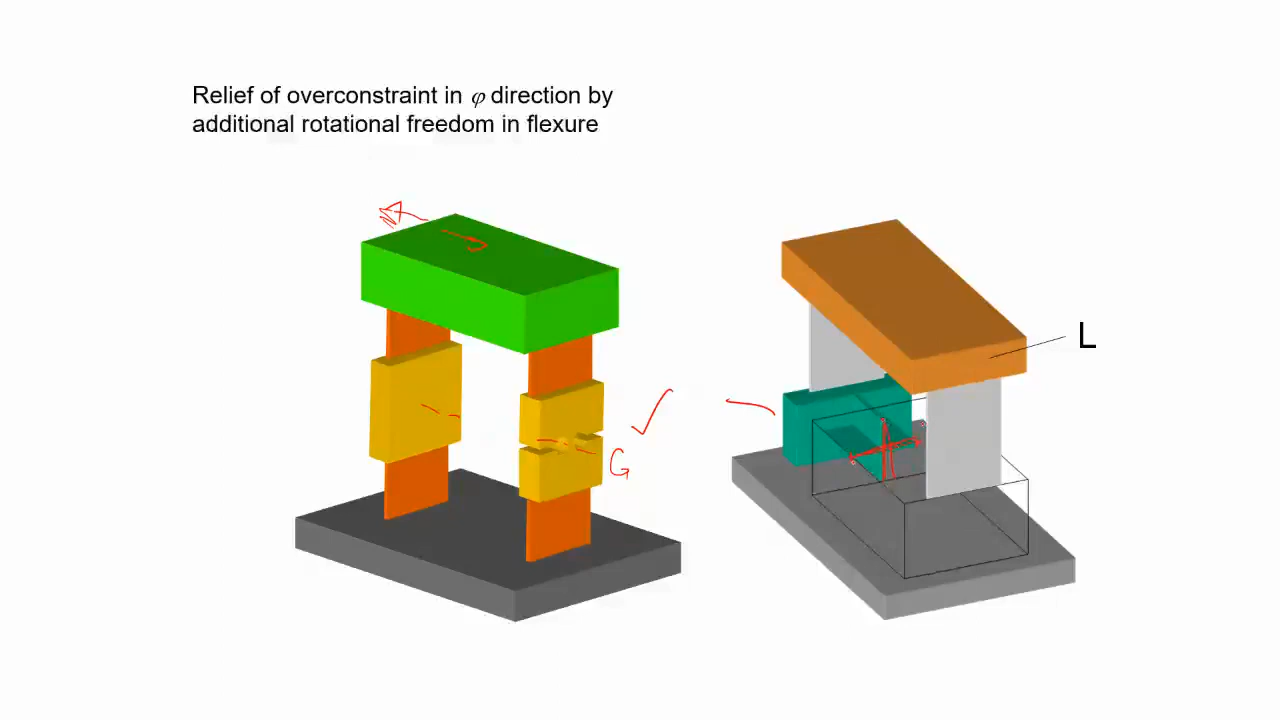 Relief of overconstraint in φ direction by
additional rotational freedom in flexure
L
G